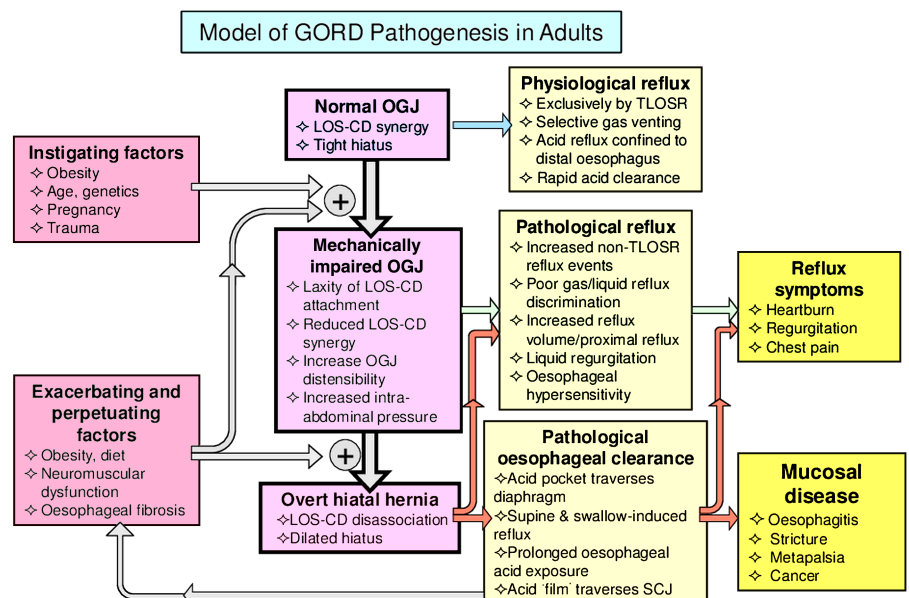 Model of GORD Pathogenesis in Adults
Normal OGJ
✧ LOS-CD synergy
✧ Tight hiatus
Physiological reflux
✧ Exclusively by TLOSR
✧ Selective gas venting
✧ Acid reflux confined to
distal oesophagus
✧ Rapid acid clearance
Instigating factors
✧ Obesity
✧ Age, genetics
✧ Pregnancy
✧ Trauma
+
Mechanically
impaired OGJ
✧ Laxity of LOS-CD
attachment
✧ Reduced LOS-CD
synergy
✧ Increase OGJ
distensibility
✧ Increased intra-
abdominal pressure
Pathological reflux
✧ Increased non-TLOSR
reflux events
✧ Poor gas/liquid reflux
discrimination
✧ Increased reflux
volume/proximal reflux
✧ Liquid regurgitation
✧ Oesophageal
hypersensitivity
Reflux
symptoms
✧ Heartburn
✧ Regurgitation
✧ Chest pain
Exacerbating and
perpetuating
factors
✧ Obesity, diet
✧ Neuromuscular
dysfunction
✧ Oesophageal fibrosis
+
Overt hiatal hernia
✧LOS-CD disassociation
✧Dilated hiatus
Pathological
oesophageal clearance
✧Acid pocket traverses
diaphragm
✧Supine & swallow-induced
reflux
✧Prolonged oesophageal
acid exposure
✧Acid 'film' traverses SCJ
Mucosal
disease
✧ Oesophagitis
✧ Stricture
✧ Metapalsia
✧ Cancer